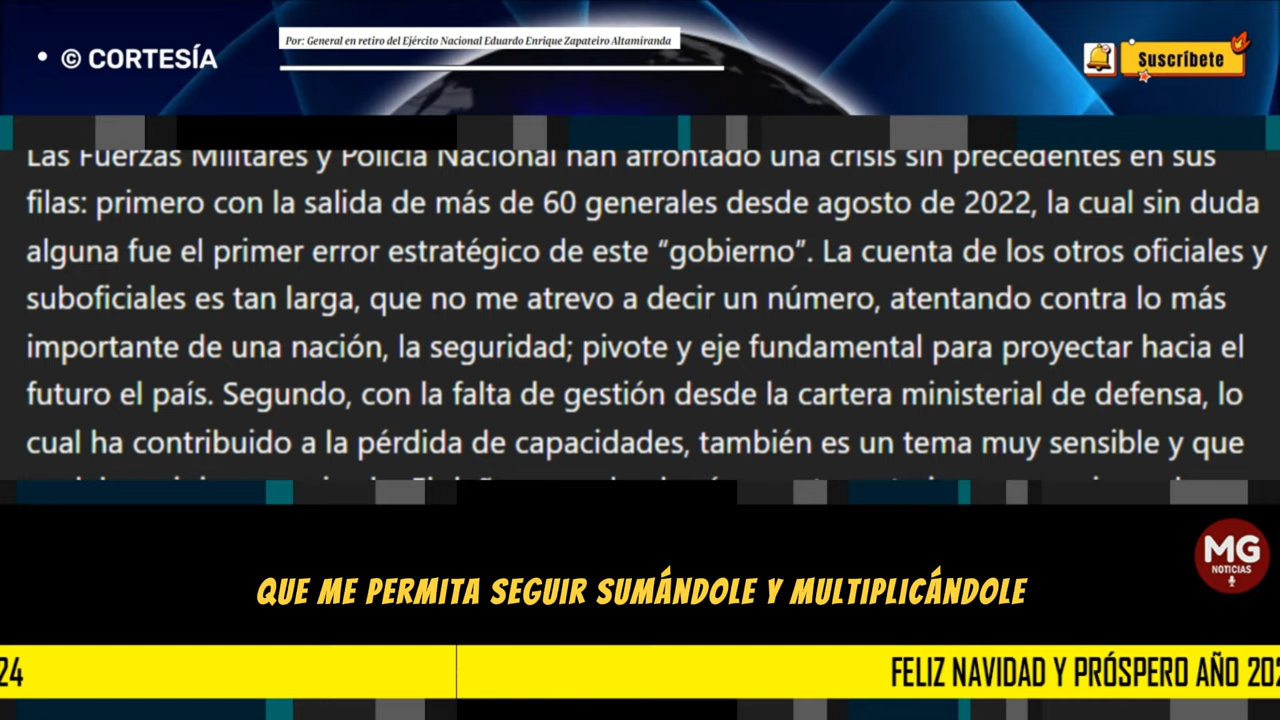 Por: General en retiro del Ejército Nacional Eduardo Enrique Zapateiro Altamiranda
• © CORTESÍA
Suscríbete
Las Fuerzas Militares y Policía Nacional han afrontado una crisis sin precedentes en sus
filas: primero con la salida de más de 60 generales desde agosto de 2022, la cual sin duda
alguna fue el primer error estratégico de este “gobierno”. La cuenta de los otros oficiales y
suboficiales es tan larga, que no me atrevo a decir un número, atentando contra lo más
importante de una nación, la seguridad; pivote y eje fundamental para proyectar hacia el
futuro el país. Segundo, con la falta de gestión desde la cartera ministerial de defensa, lo
cual ha contribuido a la pérdida de capacidades, también es un tema muy sensible y que
MG
NOTICIAS
QUE ME PERMITA SEGUIR SUMÁNDOLE Y MULTIPLICÁNDOLE
24 FELIZ NAVIDAD Y PRÓSPERO AÑO 202